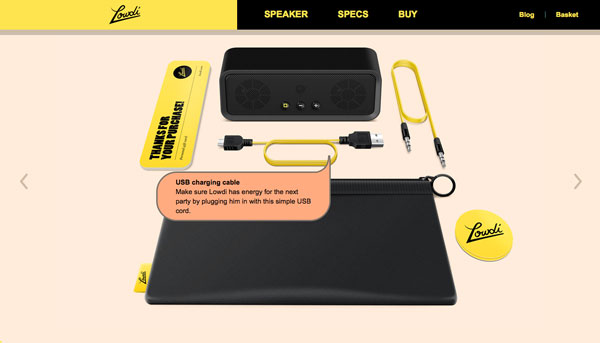 Lowdi
SPEAKER
SPECS
BUY
Blog
|
Basket
THANKS FOR
YOUR PURCHASE!
USB charging cable
Make sure Lowdi has energy for the next
party by plugging him in with this simple USB
cord.
Lowdi
Lowdi